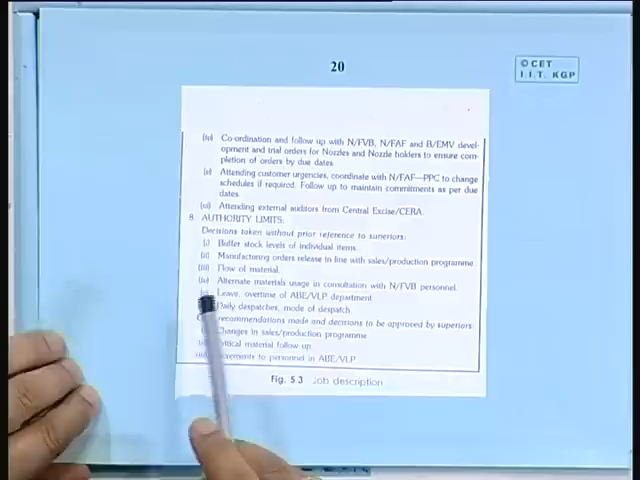 20
© CET
I.I.T. KGP
(iv) Co-ordination and follow up with N/FVB, N/FAF and B/EMV devel-
opment and trial orders for Nozzles and Nozzle holders to ensure com-
pletion of orders by due dates.
(v) Attending customer urgencies, coordinate with N/FAF—PPC to change
schedules if required. Follow up to maintain commitments as per due
dates.
(vi) Attending external auditors from Central Excise/CERA.
8. AUTHORITY LIMITS:
Decisions taken without prior reference to superiors:
(i) Buffer stock levels of individual items.
(ii) Manufacturing orders release in line with sales/production programme.
(iii) Flow of material.
(iv) Alternate materials usage in consultation with N/FVB personnel.
Leave, overtime of ABE/VLP department
Daily despatches, mode of despatch.
recommendations made and decisions to be approved by superiors:
Changes in sales/production programme
material follow up
to personnel in ABE/VLP
Fig. 5.3 Job description